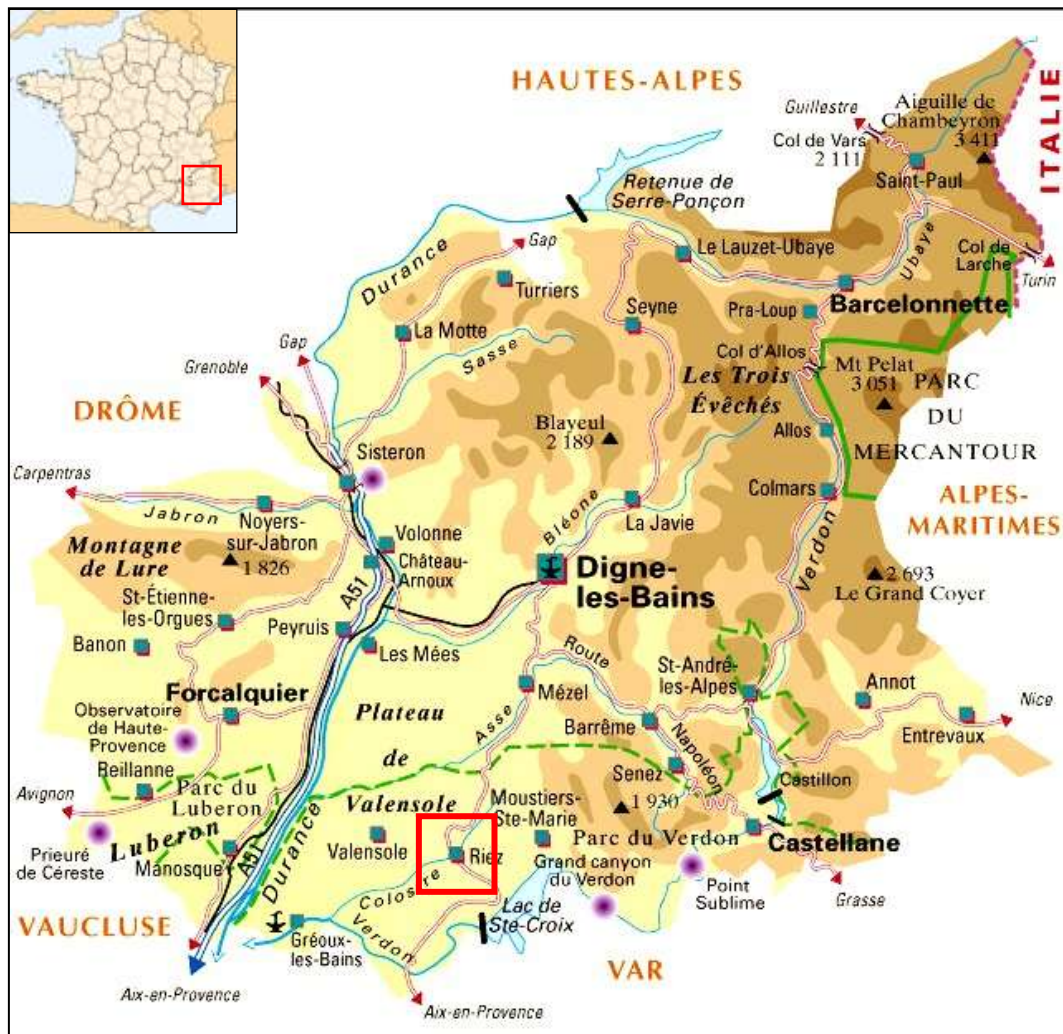 HAUTES-ALPES
ITALIE
Guillestre
Aiguille de
Chambeyron
3 411
Col de Vars
2 111
Saint-Paul
Retenue de
Serre-Ponçon
Gap
Durance
Le Lauzet-Ubaye
Ubaye
Col de
Larche
Turin
Turriers
Barcelonnette
Seyne
Pra-Loup
La Motte
Gap
Sasse
Grenoble
Col d'Allos
Mt Pelat
3 051
Les Trois
Évêchés
PARC
DU
MERCANTOUR
DRÔME
Blayeul
2 189
Allos
Sisteron
Carpentras
Colmars
ALPES-
MARITIMES
Jabron
Noyers-
sur-Jabron
La Javie
Bléone
Volonne
Montagne
de Lure
1 826
Château-
Arnoux
Digne-
les-Bains
Verdon
2 693
Le Grand Coyer
A51
St-Étienne-
les-Orgues
Peyruis
Banon
Les Mées
Route
Napoléon
St-André-
les-Alpes
Annot
Mézel
Forcalquier
Plateau
de
Valensole
Asse
Barrême
Nice
Entrevaux
Observatoire
de Haute-
Provence
Reillanne
Senez
Castillon
Avignon
Parc du
Luberon
Moustiers-
Ste-Marie
1 930
Luberon
Parc du Verdon
Castellane
Valensole
Riez
Prieuré
de Céreste
Manosque
A51
Durance
Grand canyon
du Verdon
Point
Sublime
Grasse
Colostre
VAUCLUSE
Verdon
Lac de
Ste-Croix
Gréoux-
les-Bains
VAR
Aix-en-Provence
Aix-en-Provence